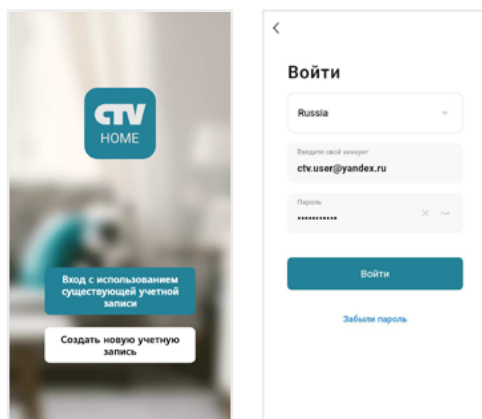 CTV
HOME
Вход с использованием
существующей учетной
записи
Создать новую учетную
запись
Войти
Russia
Введите свой аккаунт
ctv.user@yandex.ru
Пароль
•••••••••••
Войти
Забыли пароль